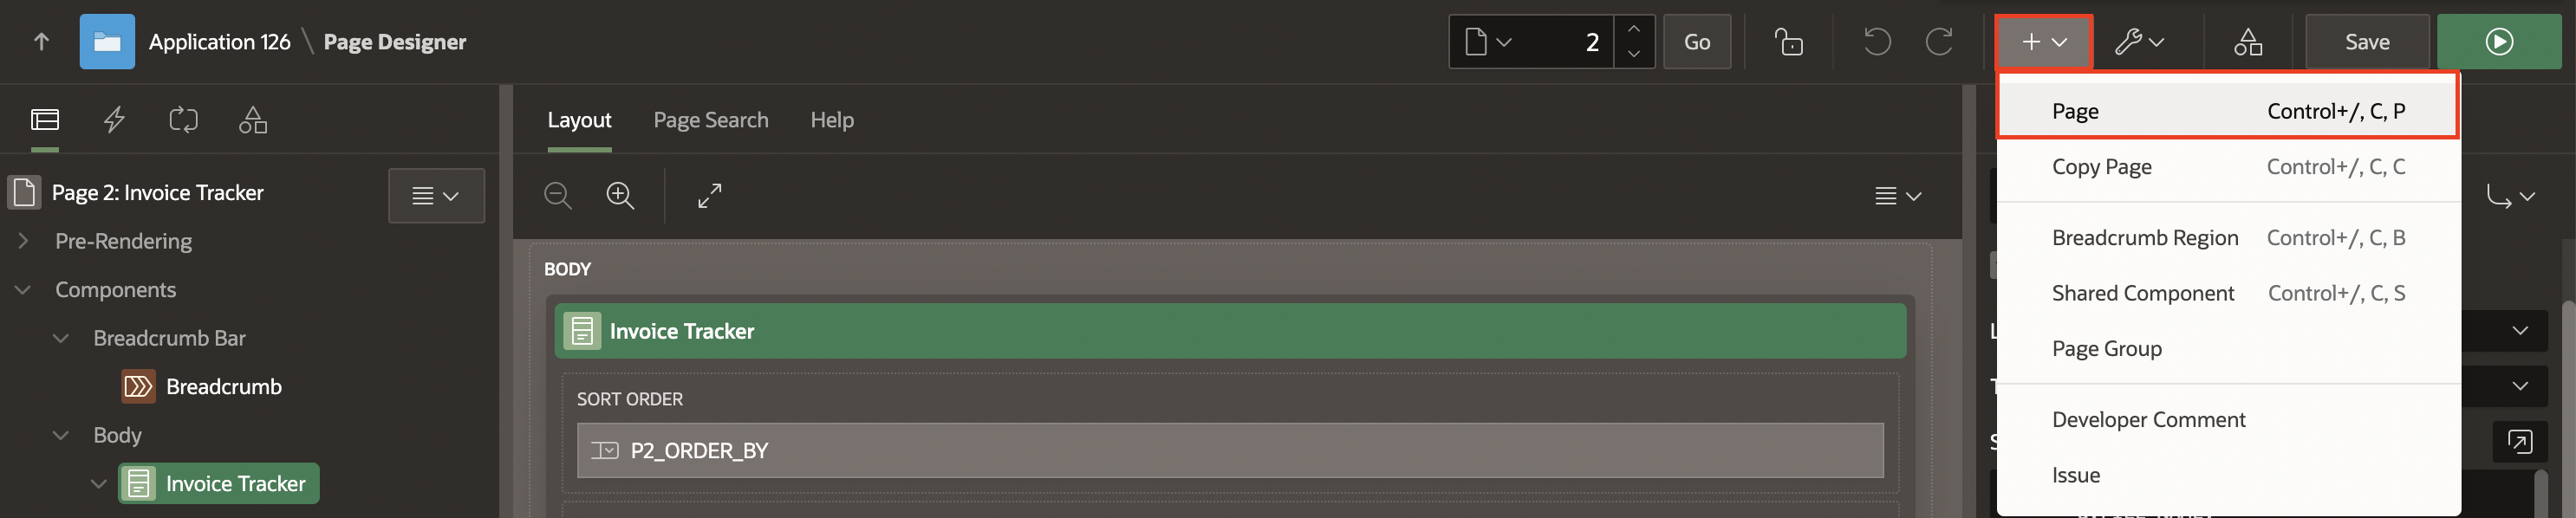 Application 126 \ Page Designer
2
Go
Save
Layout
Page Search
Help
Page 2: Invoice Tracker
Pre-Rendering
Components
Breadcrumb Bar
Breadcrumb
Body
Invoice Tracker
BODY
Invoice Tracker
SORT ORDER
P2_ORDER_BY
Page Control+/, C, P
Copy Page Control+/, C, C
Breadcrumb Region Control+/, C, B
Shared Component Control+/, C, S
Page Group
Developer Comment
Issue